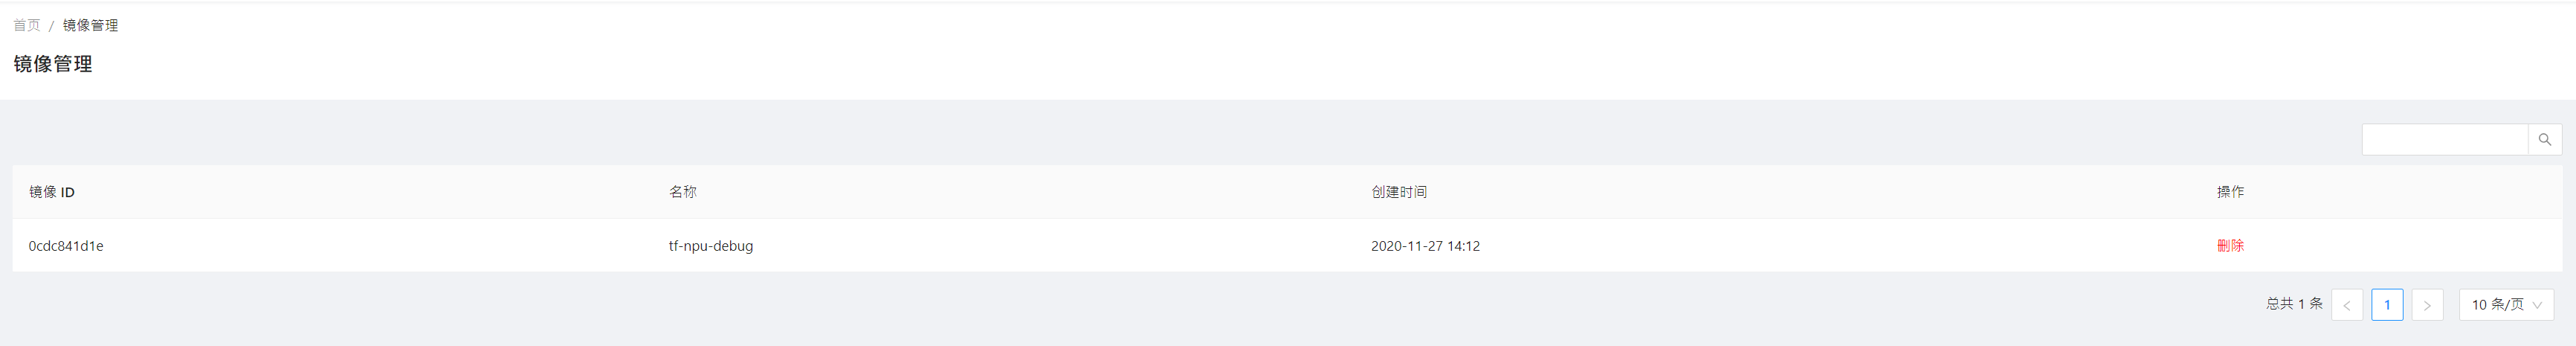 首页 / 镜像管理
镜像管理
镜像 ID 名称 创建时间 操作
0cdc841d1e tf-npu-debug 2020-11-27 14:12 删除
总共 1 条 < 1 > 10 条/页